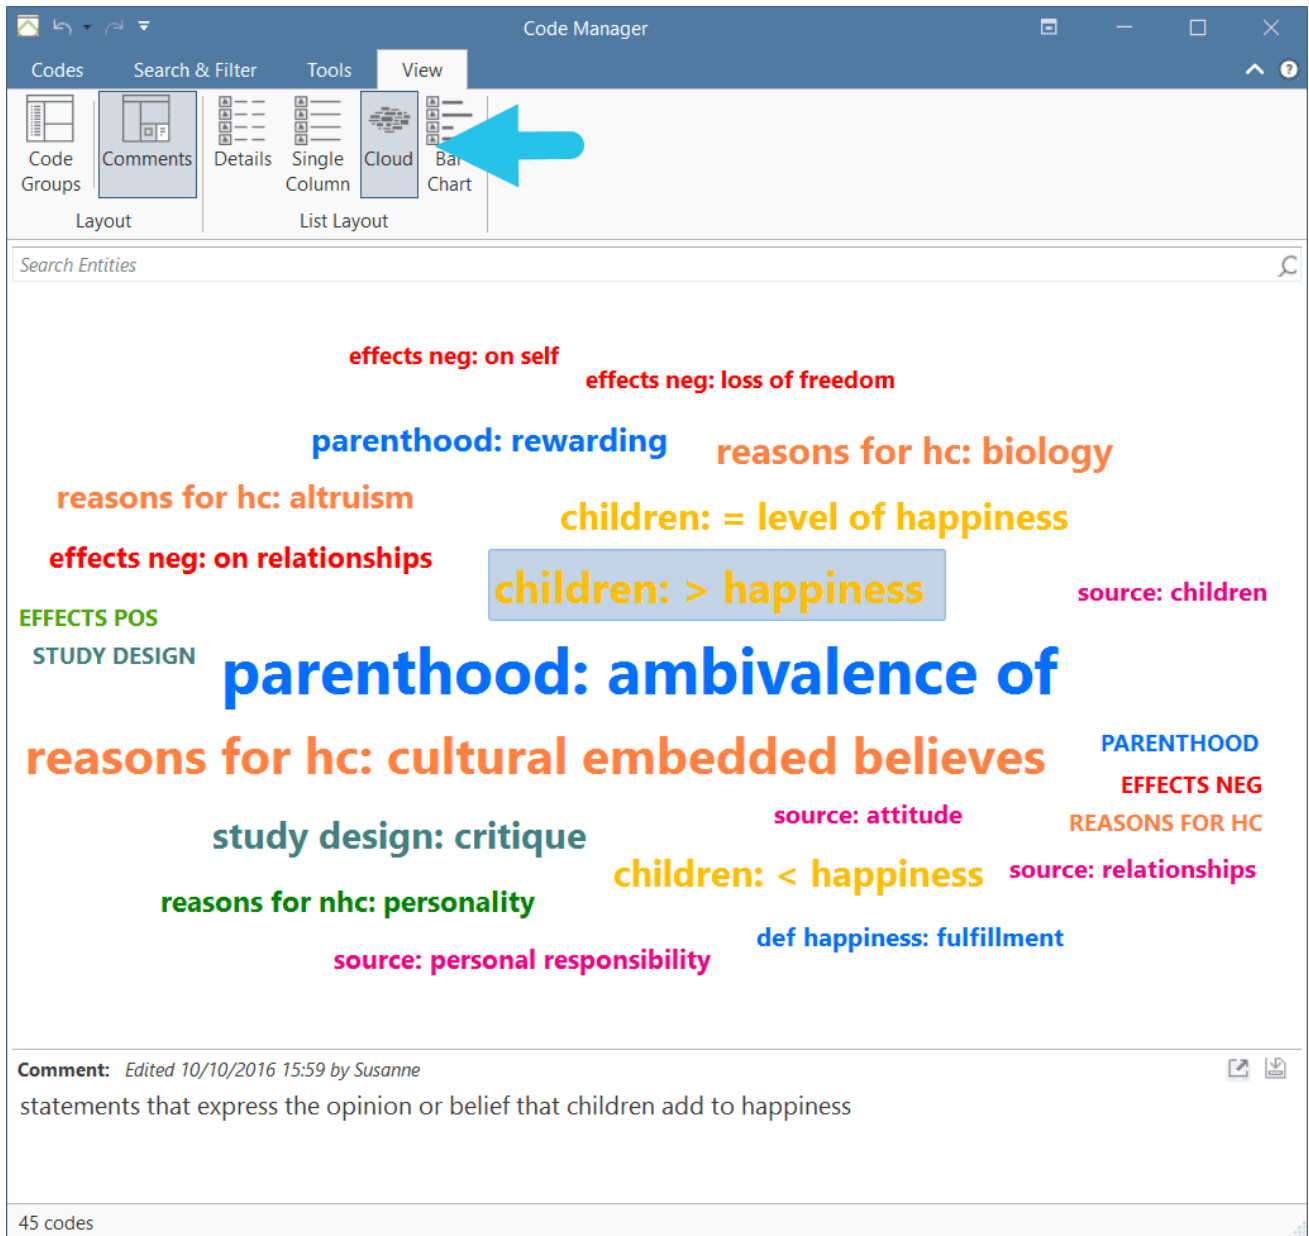 Code Manager
Codes Search & Filter Tools View
Code Groups
Comments
Details
Single Column
Cloud
Bar Chart
Layout
List Layout
Search Entities
effects neg: on self
effects neg: loss of freedom
parenthood: rewarding
reasons for hc: biology
reasons for hc: altruism
children: = level of happiness
effects neg: on relationships
children: > happiness
source: children
EFFECTS POS
STUDY DESIGN
parenthood: ambivalence of
reasons for hc: cultural embedded believes
PARENTHOOD
EFFECTS NEG
source: attitude
REASONS FOR HC
study design: critique
children: < happiness
source: relationships
reasons for nhc: personality
def happiness: fulfillment
source: personal responsibility
Comment: Edited 10/10/2016 15:59 by Susanne
statements that express the opinion or belief that children add to happiness
45 codes